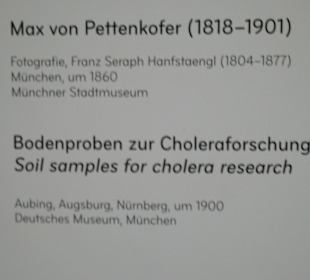 Max von Pettenkofer (1818–1901)
Fotografie, Franz Seraph Hanfstaengl (1804–1877)
München, um 1860
Münchner Stadtmuseum
Bodenproben zur Choleraforschung
Soil samples for cholera research
Aubing, Augsburg, Nürnberg, um 1900
Deutsches Museum, München